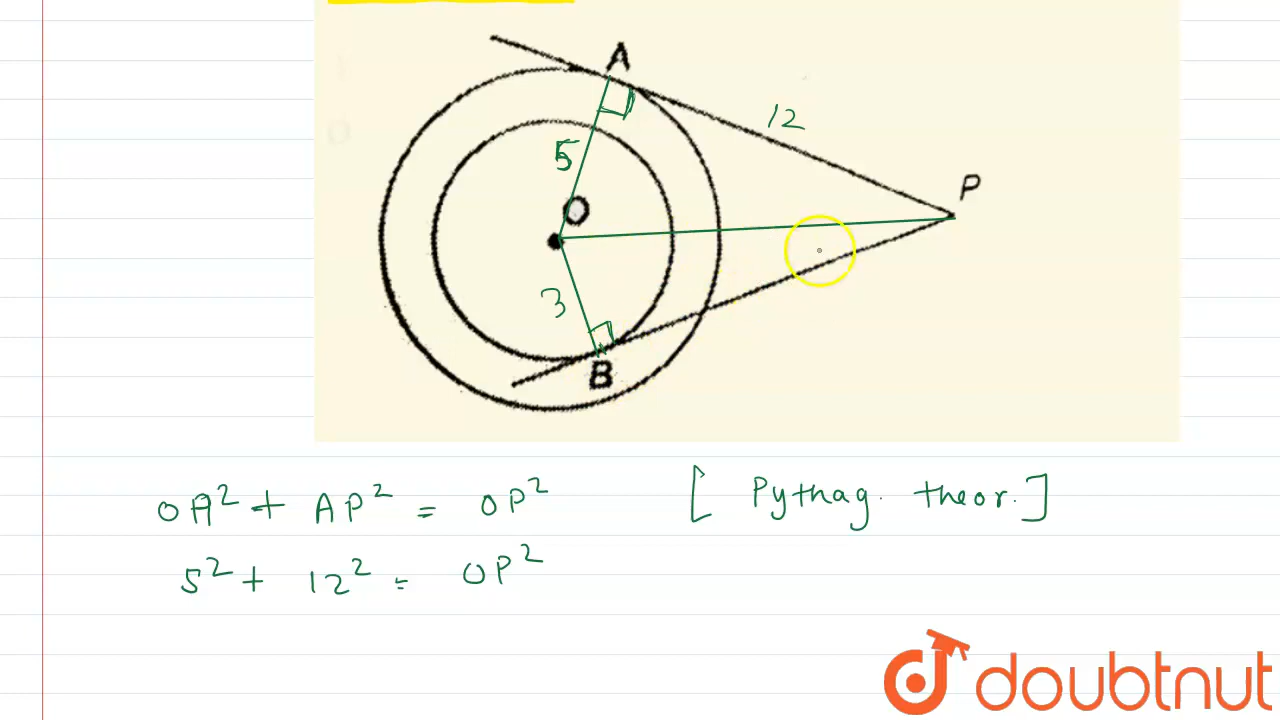 A
12
P
5
O
3
B
OA² + AP² = OP² [Pythag. theor.]
5² + 12² = OP²
doubtnut